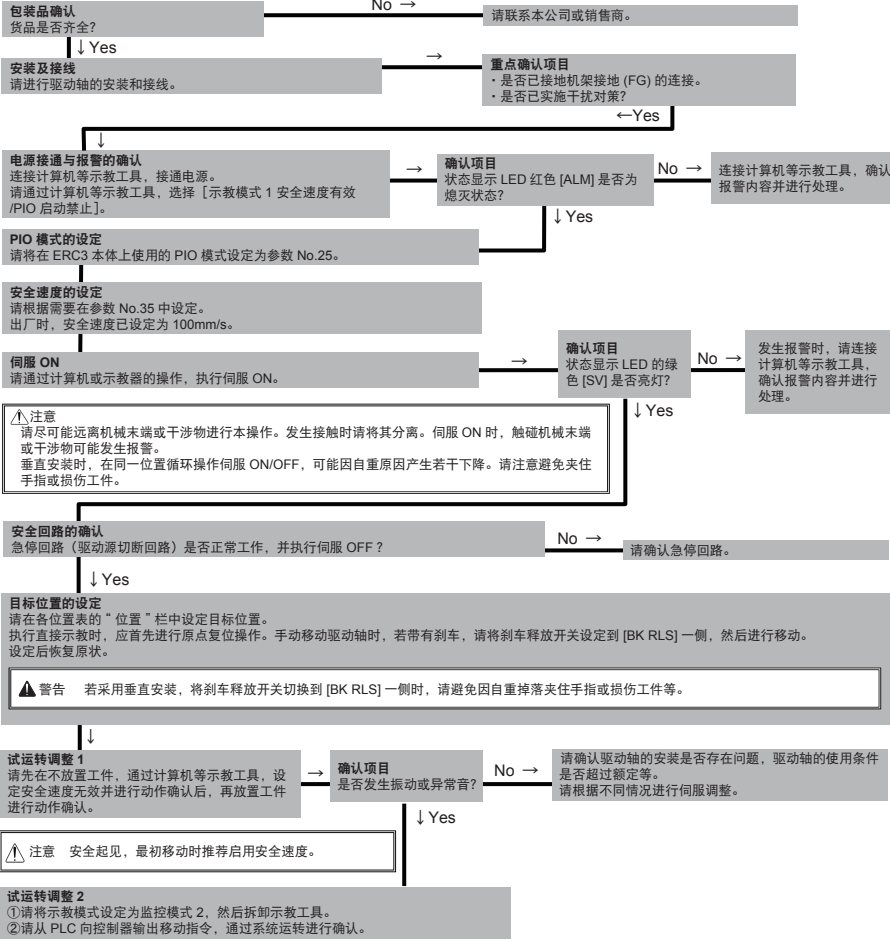 包装品确认
货品是否齐全?
No →
请联系本公司或销售商。
↓Yes
安装及接线
请进行驱动轴的安装和接线。
→
重点确认项目
・是否已接地机架接地 (FG) 的连接。
・是否已实施干扰对策?
←Yes
↓
电源接通与报警的确认
连接计算机等示教工具，接通电源。
请通过计算机等示教工具，选择［示教模式 1 安全速度有效
/PIO 启动禁止］。
→
确认项目
状态显示 LED 红色 [ALM] 是否为
熄灭状态?
No →
连接计算机等示教工具，确认
报警内容并进行处理。
↓Yes
PIO 模式的设定
请将在 ERC3 本体上使用的 PIO 模式设定为参数 No.25。
安全速度的设定
请根据需要在参数 No.35 中设定。
出厂时，安全速度已设定为 100mm/s。
伺服 ON
请通过计算机或示教器的操作，执行伺服 ON。
→
确认项目
状态显示 LED 的绿
色 [SV] 是否亮灯?
No →
发生报警时，请连接
计算机等示教工具，
确认报警内容并进行
处理。
↓Yes
注意
请尽可能远离机械末端或干涉物进行本操作。发生接触时请将其分离。伺服 ON 时，触碰机械末端
或干涉物可能发生报警。
垂直安装时，在同一位置循环操作伺服 ON/OFF，可能因自重原因产生若干下降。请注意避免夹住
手指或损伤工件。
安全回路的确认
急停回路（驱动源切断回路）是否正常工作，并执行伺服 OFF？
No →
请确认急停回路。
↓Yes
目标位置的设定
请在各位置表的“ 位置 ”栏中设定目标位置。
执行直接示教时，应首先进行原点复位操作。手动移动驱动轴时，若带有刹车，请将刹车释放开关设定到 [BK RLS] 一侧，然后进行移动。
设定后恢复原状。
警告 若采用垂直安装，将刹车释放开关切换到 [BK RLS] 一侧时，请避免因自重掉落夹住手指或损伤工件等。
↓
试运转调整 1
请先在不放置工件，通过计算机等示教工具，设
定安全速度无效并进行动作确认后，再放置工件
进行动作确认。
→
确认项目
是否发生振动或异常音?
No →
请确认驱动轴的安装是否存在问题，驱动轴的使用条件
是否超过额定等。
请根据不同情况进行伺服调整。
↓Yes
注意 安全起见，最初移动时推荐启用安全速度。
试运转调整 2
①请将示教模式设定为监控模式 2，然后拆卸示教工具。
②请从 PLC 向控制器输出移动指令，通过系统运转进行确认。